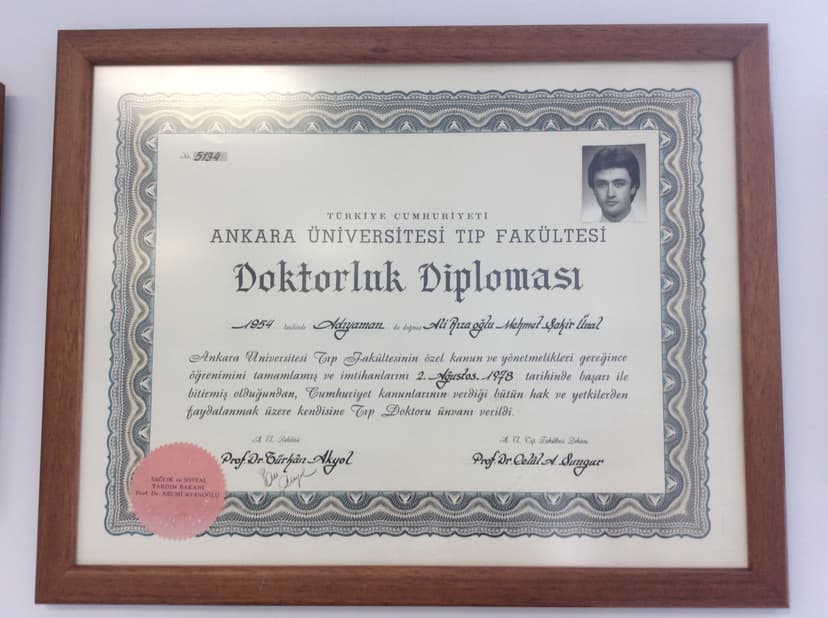 No. 5134
TÜRKİYE CUMHURİYETİ
ANKARA ÜNİVERSİTESİ TIP FAKÜLTESİ
Doktorluk Diploması
1954 tarihinde Adıyaman da doğmuş Ali Rıza oğlu Mehmet Şakir Ünal
Ankara Üniversitesi Tıp Fakültesinin özel kanun ve yönetmelikleri gereğince
öğrenimini tamamlamış ve imtihanlarını 2. Ağustos. 1978 tarihinde başarı ile
bitirmiş olduğundan, Cumhuriyet kanunlarının verdiği bütün hak ve yetkilerden
faydalanmak üzere kendisine Tıp Doktoru ünvanı verildi.
A. Ü. Rektörü
Prof. Dr. Türkân Akyol
A. Ü. Tıp Fakültesi Dekanı
Prof. Dr. Celâl A. Sungur
SAĞLIK ve SOSYAL
YARDIM BAKANI
Prof. Dr. NECMİ AYANOĞLU